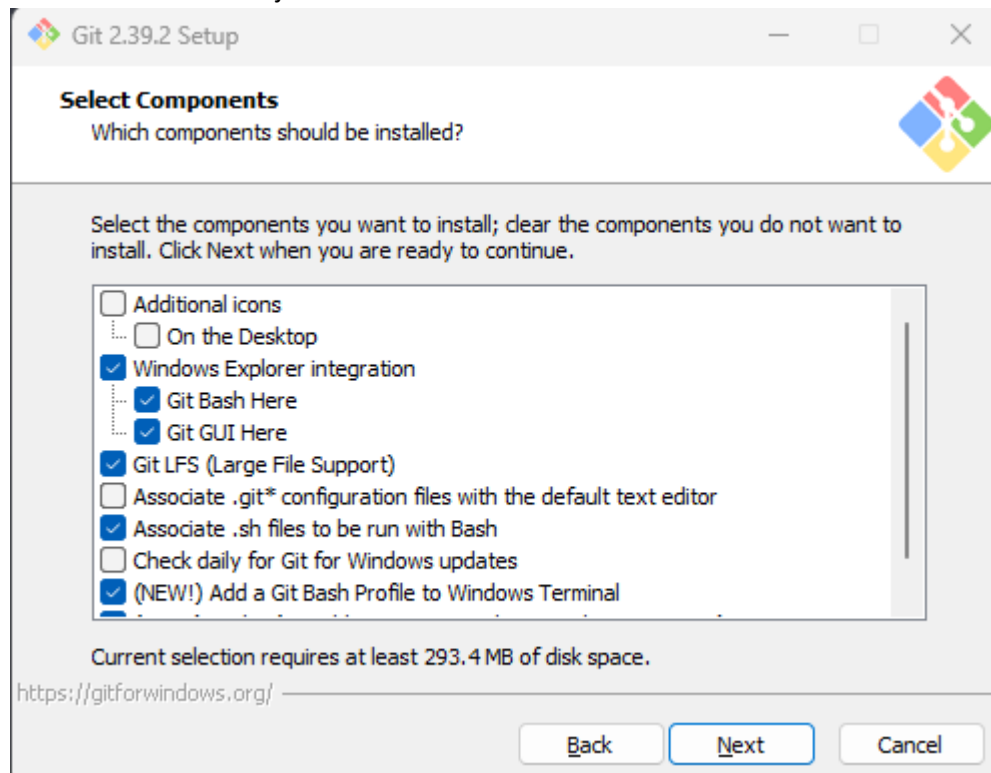 Git 2.39.2 Setup
Select Components
Which components should be installed?
Select the components you want to install; clear the components you do not want to
install. Click Next when you are ready to continue.
Additional icons
On the Desktop
Windows Explorer integration
Git Bash Here
Git GUI Here
Git LFS (Large File Support)
Associate .git* configuration files with the default text editor
Associate .sh files to be run with Bash
Check daily for Git for Windows updates
(NEW!) Add a Git Bash Profile to Windows Terminal
Current selection requires at least 293.4 MB of disk space.
https://gitforwindows.org/
Back Next Cancel